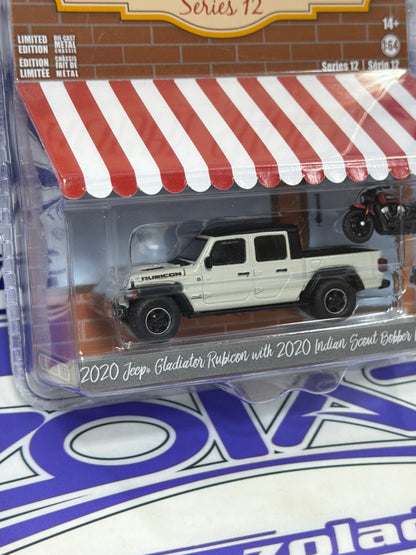 Series 12
LIMITED EDITION
DIE-CAST METAL CHASSIS
ÉDITION LIMITÉE
CHÂSSIS FAIT DE METAL
14+
1:64
Series 12 | Série 12
RUBICON
2020 Jeep® Gladiator Rubicon with 2020 Indian Scout Bobber